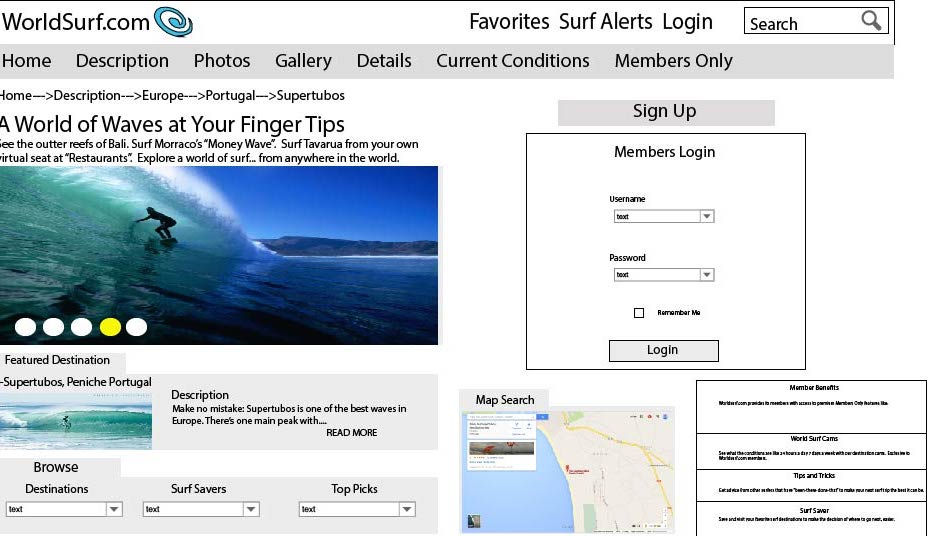 WorldSurf.com
Favorites Surf Alerts Login
Search
Home Description Photos Gallery Details Current Conditions Members Only
Home--->Description--->Europe--->Portugal--->Supertubos
A World of Waves at Your Finger Tips
See the outter reefs of Bali. Surf Morraco's "Money Wave". Surf Tavarua from your own
virtual seat at "Restaurants". Explore a world of surf... from anywhere in the world.
Sign Up
Members Login
Username
text
Password
text
Remember Me
Login
Featured Destination
-Supertubos, Peniche Portugal
Description
Make no mistake: Supertubos is one of the best waves in
Europe. There's one main peak with....
READ MORE
Browse
Destinations Surf Savers Top Picks
text text text
Map Search
Member Benefits
Worldsurf.com provides its members with access to premium Members Only features like:
World Surf Cams
See what the conditions are like 24 hours a day 7 days a week with our destination cams. Exclusive to
Worldsurf.com members.
Tips and Tricks
Get advice from other surfers that have "been-there-done-that" to make your next surf trip the best it can be.
Surf Saver
Save and visit your favorite surf destinations to make the decision of where to go next, easier.